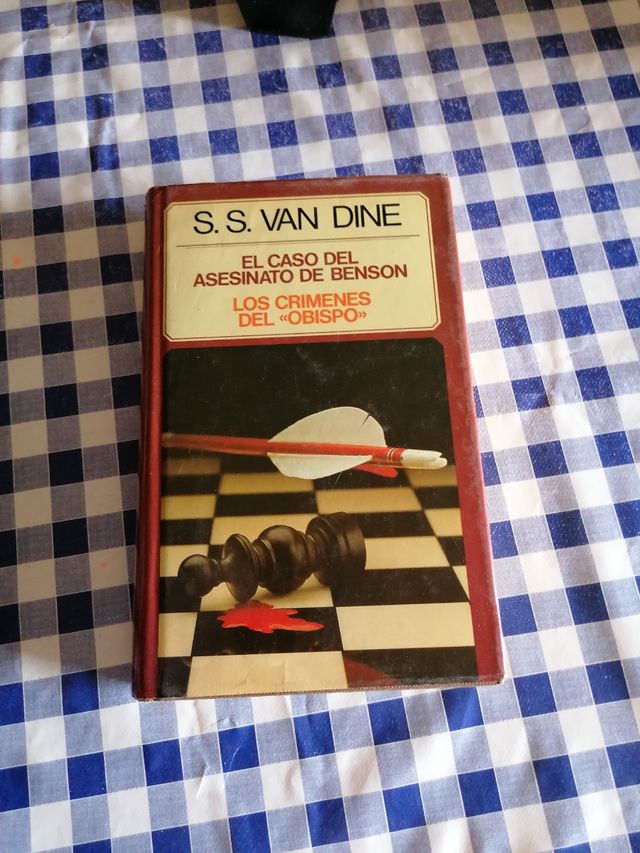 S. S. VAN DINE
EL CASO DEL
ASESINATO DE BENSON
LOS CRIMENES
DEL «OBISPO»